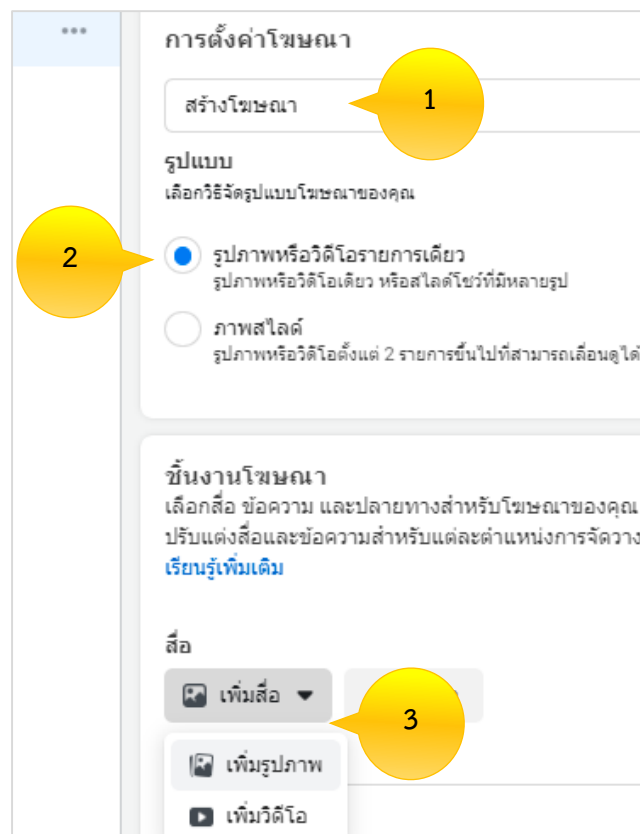 การตั้งค่าโฆษณา
สร้างโฆษณา
1
รูปแบบ
เลือกวิธีจัดรูปแบบโฆษณาของคุณ
2
รูปภาพหรือวิดีโอรายการเดียว
รูปภาพหรือวิดีโอเดียว หรือสไลด์โชว์ที่มีหลายรูป
ภาพสไลด์
รูปภาพหรือวิดีโอตั้งแต่ 2 รายการขึ้นไปที่สามารถเลื่อนดูได้
ชิ้นงานโฆษณา
เลือกสื่อ ข้อความ และปลายทางสำหรับโฆษณาของคุณ
ปรับแต่งสื่อและข้อความสำหรับแต่ละตำแหน่งการจัดวาง
เรียนรู้เพิ่มเติม
สื่อ
เพิ่มสื่อ
3
เพิ่มรูปภาพ
เพิ่มวิดีโอ